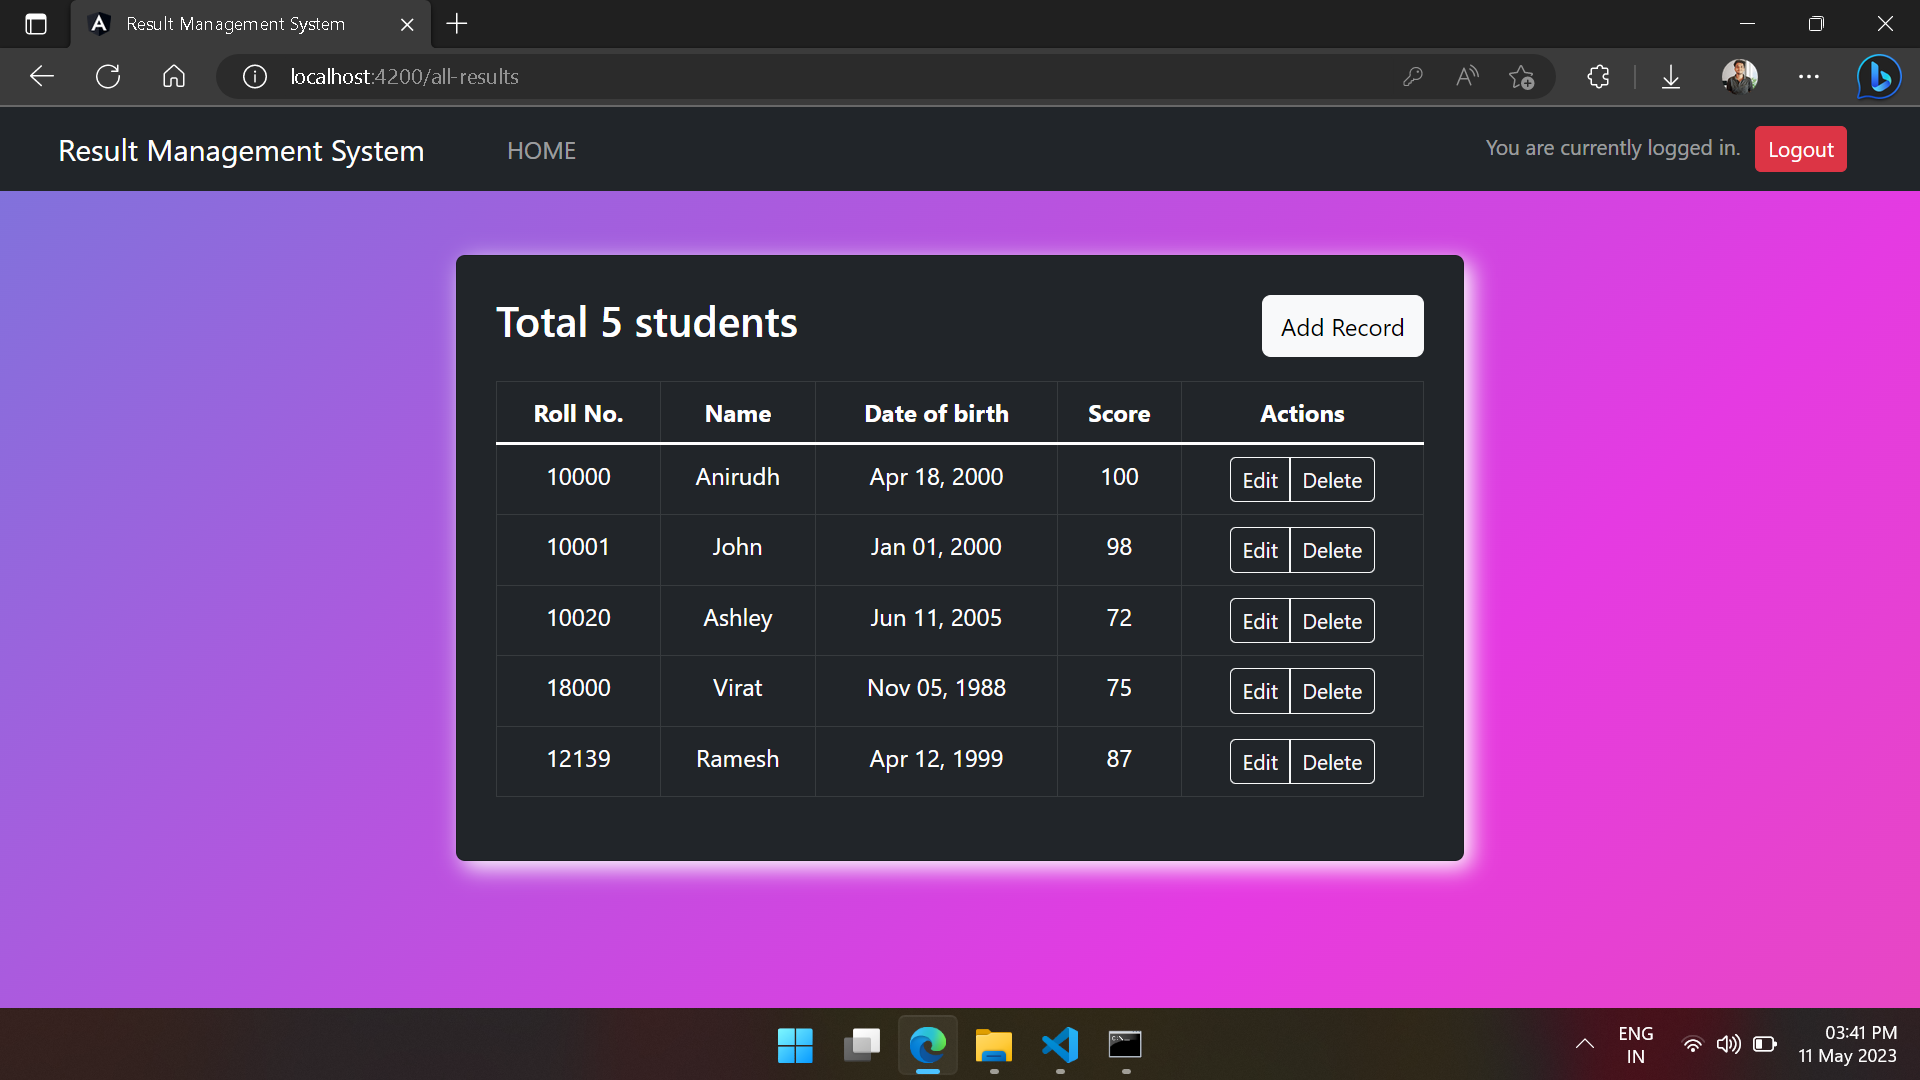 Result Management System
localhost:4200/all-results
Result Management System HOME You are currently logged in. Logout
Total 5 students Add Record
Roll No. Name Date of birth Score Actions
10000 Anirudh Apr 18, 2000 100 Edit Delete
10001 John Jan 01, 2000 98 Edit Delete
10020 Ashley Jun 11, 2005 72 Edit Delete
18000 Virat Nov 05, 1988 75 Edit Delete
12139 Ramesh Apr 12, 1999 87 Edit Delete
ENG 03:41 PM
IN 11 May 2023